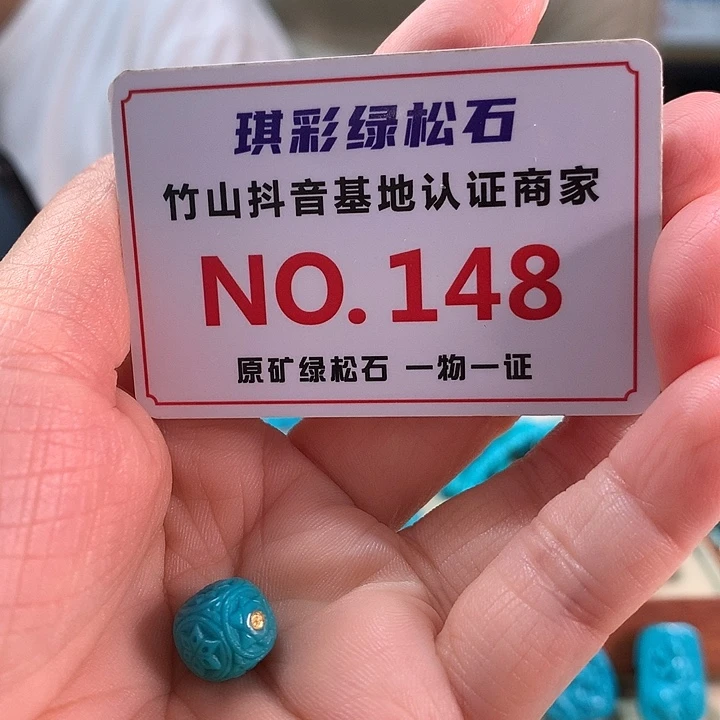 琪彩绿松石
竹山抖音基地认证商家
NO.148
原矿绿松石 一物一证